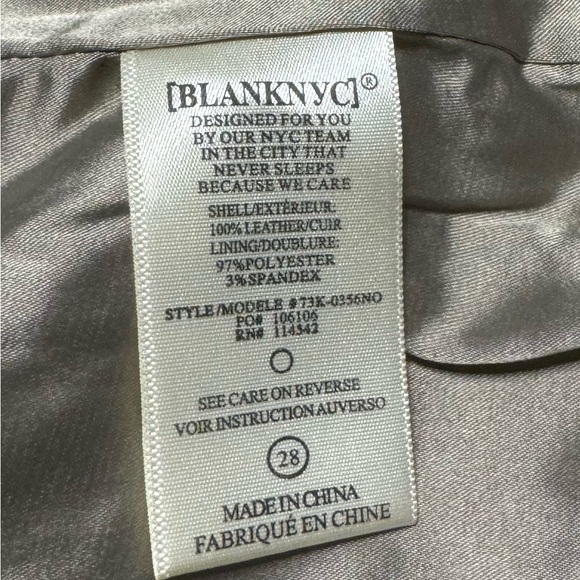 [BLANKNYC]®
DESIGNED FOR YOU
BY OUR NYC TEAM
IN THE CITY THAT
NEVER SLEEPS
BECAUSE WE CARE
SHELL/EXTÉRIEUR:
100% LEATHER/CUIR
LINING/DOUBLURE:
97%POLYESTER
3%SPANDEX
STYLE/MODELE #73K-0356NO
PO# 106106
RN# 114342
SEE CARE ON REVERSE
VOIR INSTRUCTION AUVERSO
28
MADE IN CHINA
FABRIQUÉ EN CHINE